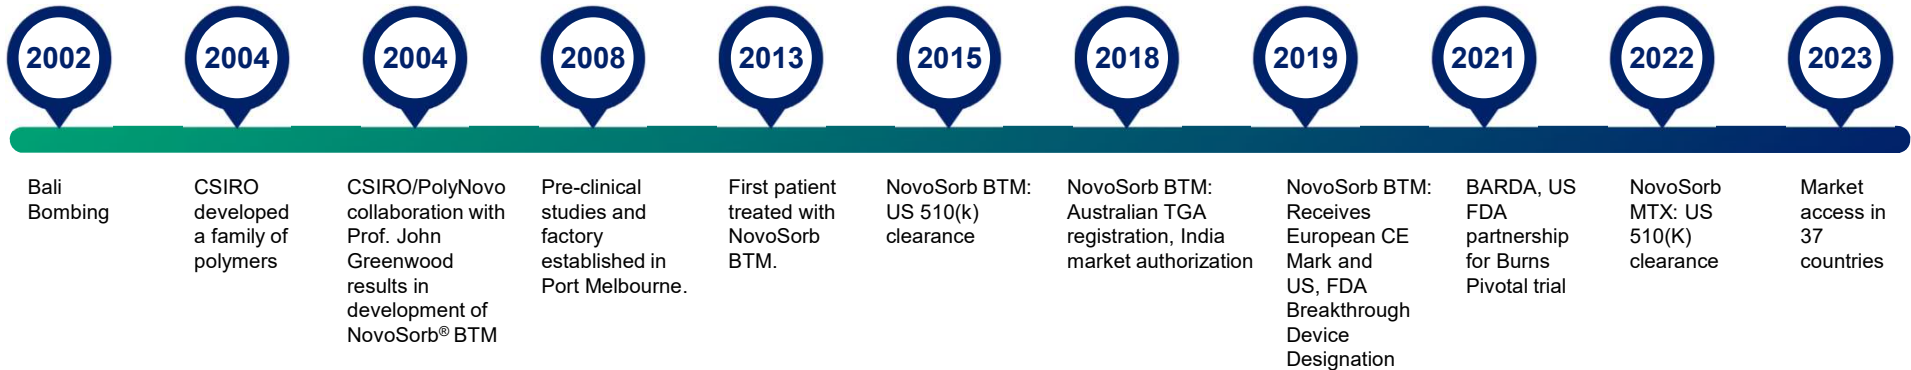 2002
2004
2004
2008
2013
2015
2018
2019
2021
2022
2023
Bali
Bombing
CSIRO
developed
a family of
polymers
CSIRO/PolyNovo
collaboration with
Prof. John
Greenwood
results in
development of
NovoSorb® BTM
Pre-clinical
studies and
factory
established in
Port Melbourne.
First patient
treated with
NovoSorb
BTM.
NovoSorb BTM:
US 510(k)
clearance
NovoSorb BTM:
Australian TGA
registration, India
market authorization
NovoSorb BTM:
Receives
European CE
Mark and
US, FDA
Breakthrough
Device
Designation
BARDA, US
FDA
partnership
for Burns
Pivotal trial
NovoSorb
MTX: US
510(K)
clearance
Market
access in
37
countries